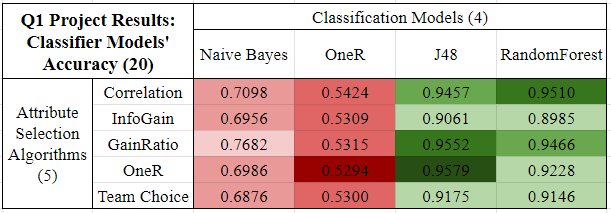 Q1 Project Results:
Classifier Models'
Accuracy (20)
Classification Models (4)
Naive Bayes OneR J48 RandomForest
Attribute
Selection
Algorithms
(5)
Correlation 0.7098 0.5424 0.9457 0.9510
InfoGain 0.6956 0.5309 0.9061 0.8985
GainRatio 0.7682 0.5315 0.9552 0.9466
OneR 0.6986 0.5294 0.9579 0.9228
Team Choice 0.6876 0.5300 0.9175 0.9146